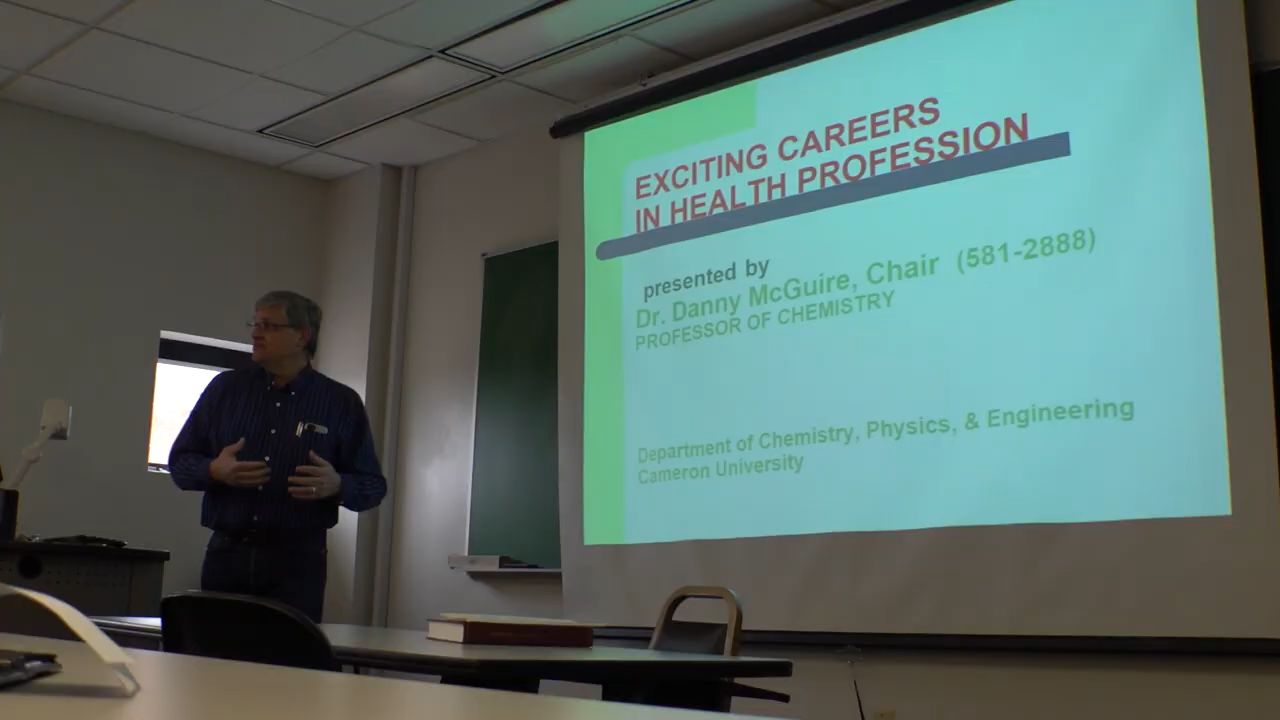 EXCITING CAREERS
IN HEALTH PROFESSION
presented by
Dr. Danny McGuire, Chair (581-2888)
PROFESSOR OF CHEMISTRY
Department of Chemistry, Physics, & Engineering
Cameron University